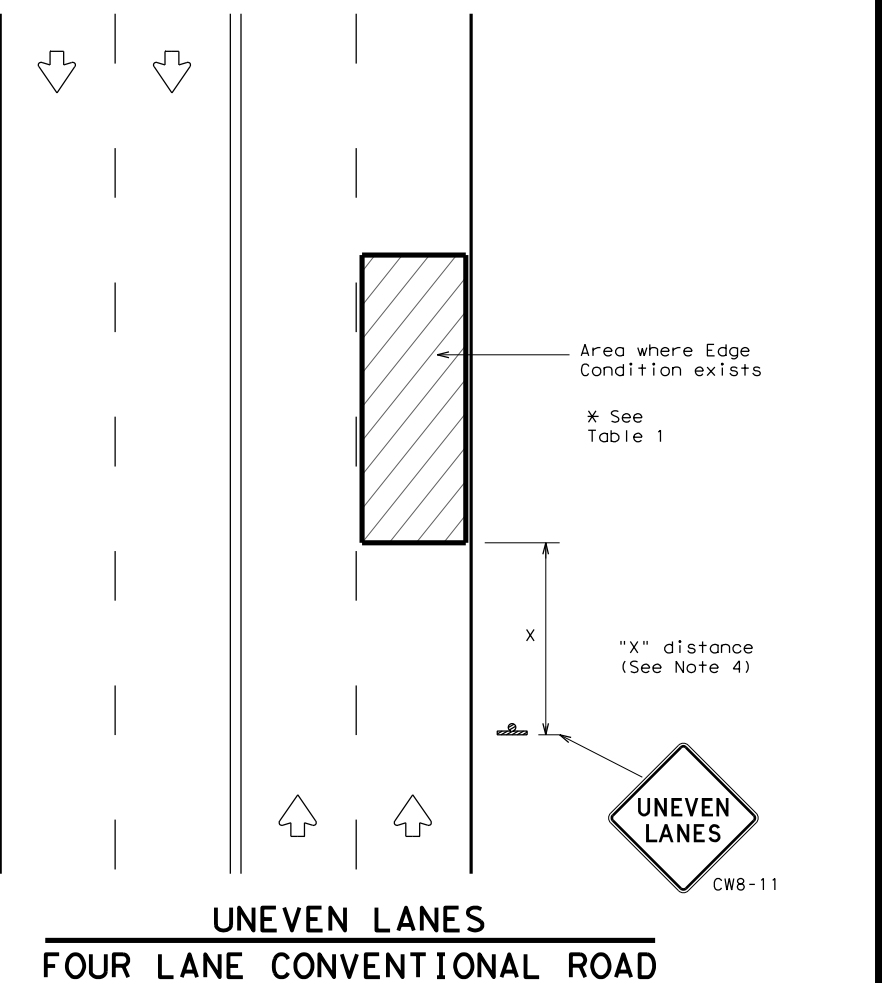 Area where Edge
Condition exists
* See
Table 1
X
"X" distance
(See Note 4)
UNEVEN
LANES
CW8-11
UNEVEN LANES
FOUR LANE CONVENTIONAL ROAD